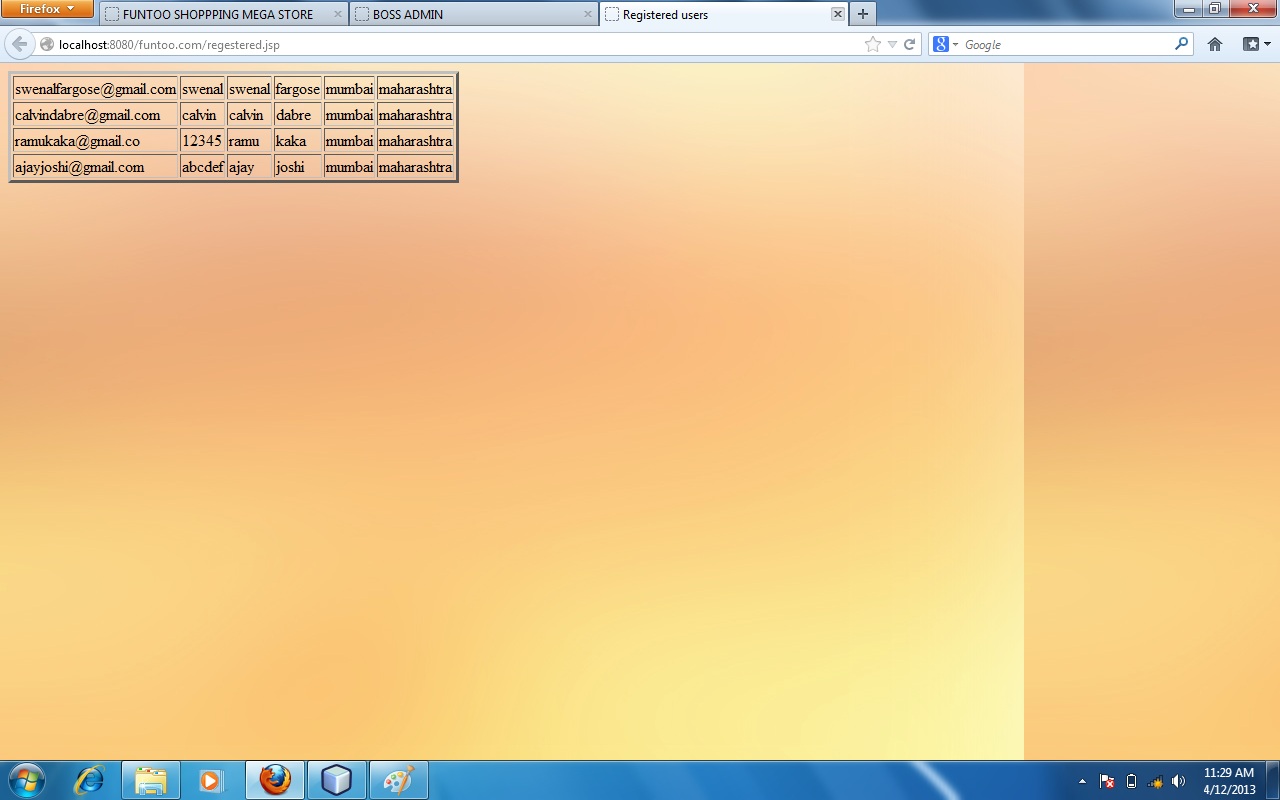 Firefox
FUNTOO SHOPPPING MEGA STORE
BOSS ADMIN
Registered users
localhost:8080/funtoo.com/regestered.jsp
Google
swenalfargose@gmail.com swenal swenal fargose mumbai maharashtra
calvindabre@gmail.com calvin calvin dabre mumbai maharashtra
ramukaka@gmail.co 12345 ramu kaka mumbai maharashtra
ajayjoshi@gmail.com abcdef ajay joshi mumbai maharashtra
11:29 AM
4/12/2013